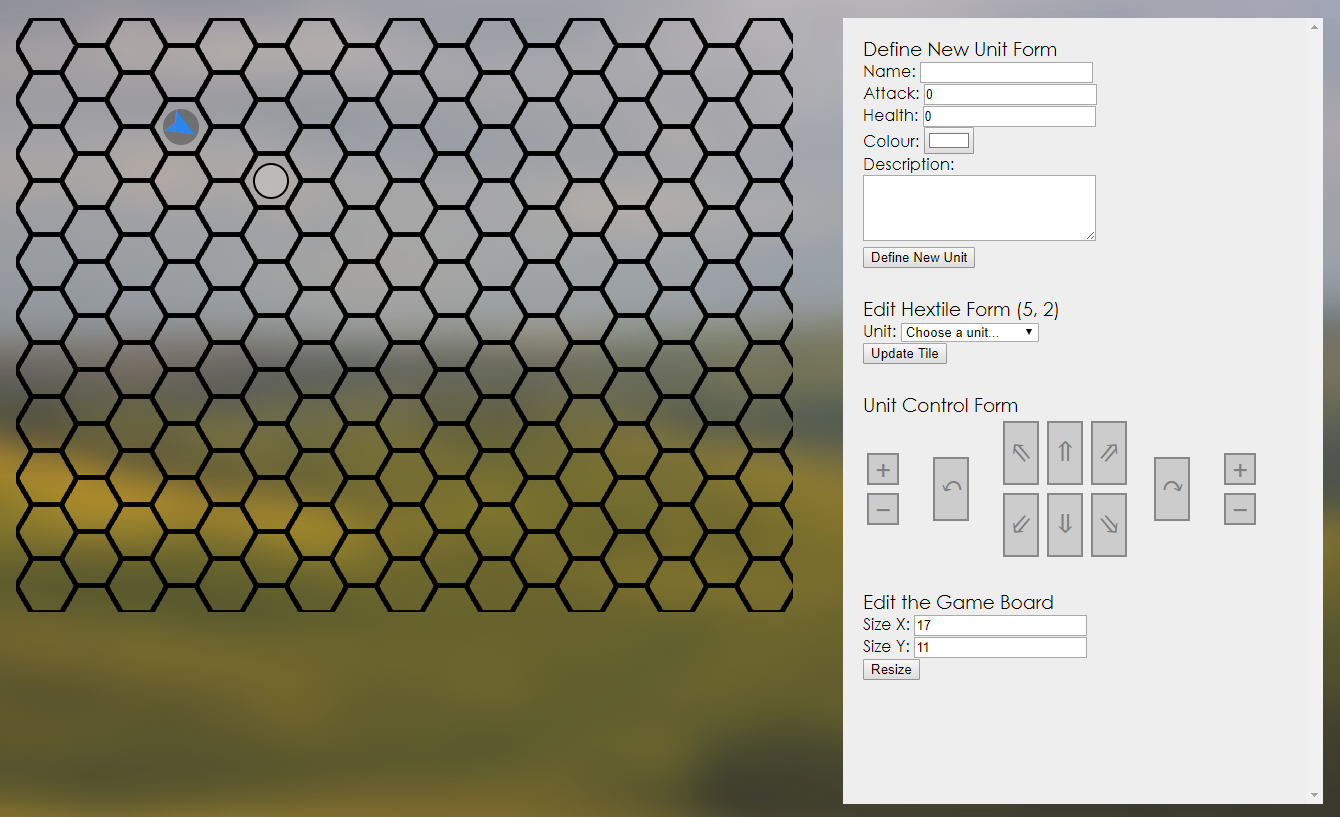 Define New Unit Form
Name:
Attack: 0
Health: 0
Colour:
Description:
Define New Unit
Edit Hextile Form (5, 2)
Unit: Choose a unit...
Update Tile
Unit Control Form
⇖ ⇑ ⇗
+ ↶ ↷ +
− −
⇙ ⇓ ⇘
Edit the Game Board
Size X: 17
Size Y: 11
Resize